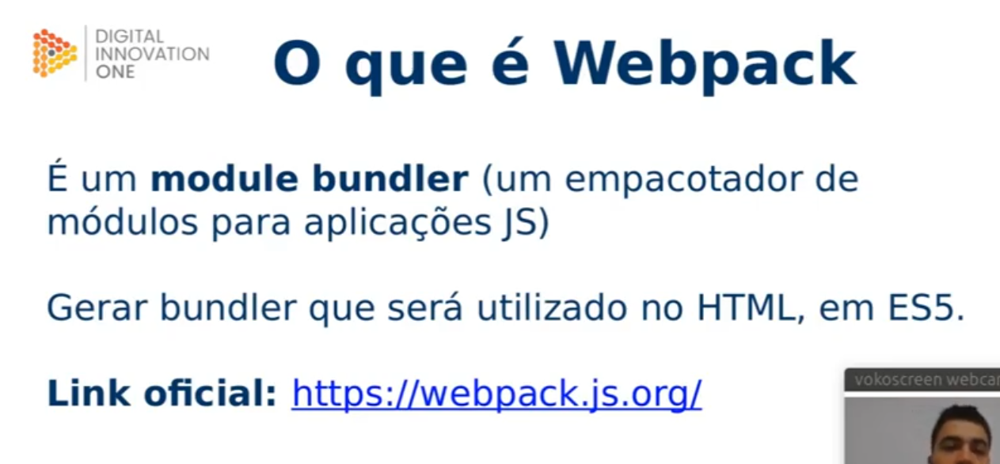 DIGITAL
INNOVATION
ONE
O que é Webpack
É um module bundler (um empacotador de
módulos para aplicações JS)
Gerar bundler que será utilizado no HTML, em ES5.
Link oficial: https://webpack.js.org/
vokoscreen webcam